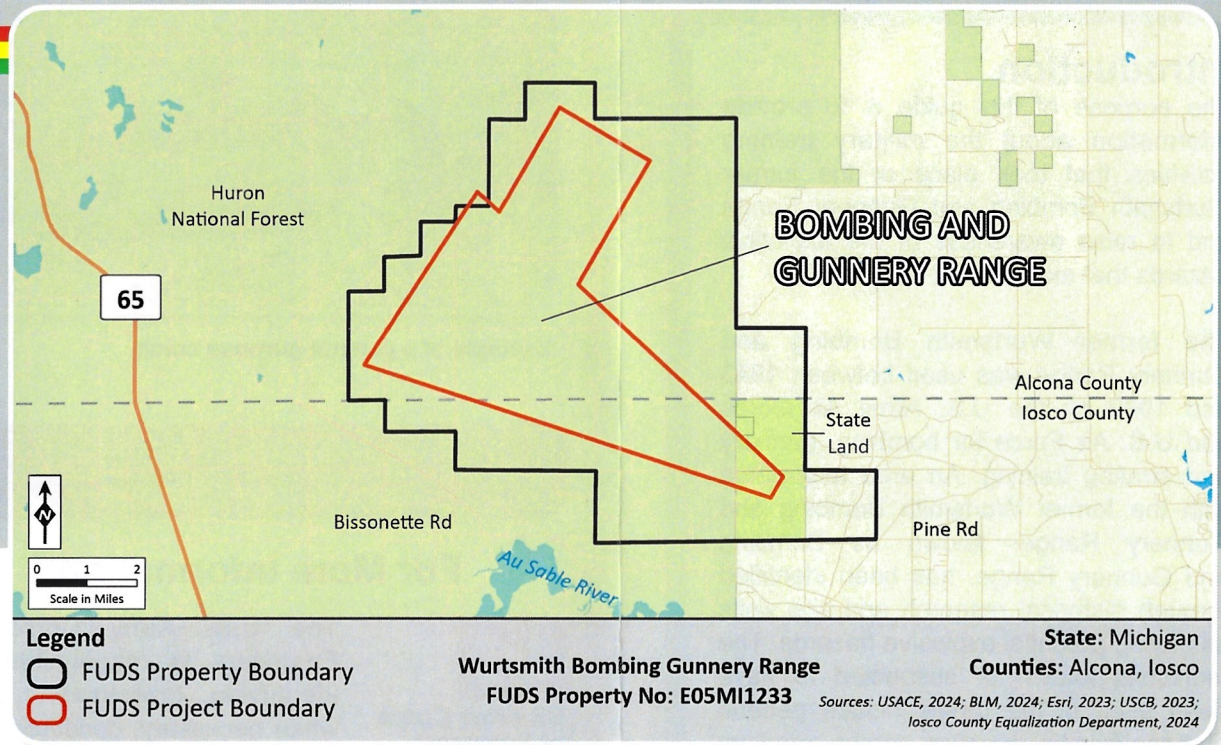 Huron
National Forest
65
BOMBING AND
GUNNERY RANGE
Alcona County
Iosco County
State
Land
N
Bissonette Rd
Pine Rd
Au Sable River
0 1 2
Scale in Miles
Legend
FUDS Property Boundary
FUDS Project Boundary
Wurtsmith Bombing Gunnery Range
FUDS Property No: E05MI1233
State: Michigan
Counties: Alcona, Iosco
Sources: USACE, 2024; BLM, 2024; Esri, 2023; USCB, 2023;
Iosco County Equalization Department, 2024